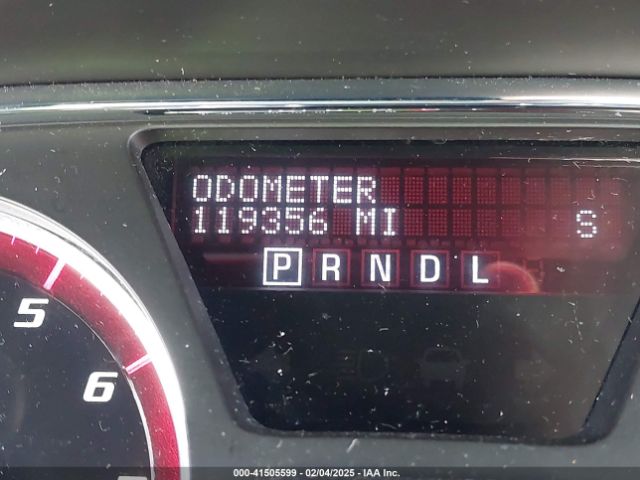 ODOMETER
119356 MI S
P R N D L
5
6
000-41505599 - 02/04/2025 - IAA Inc.